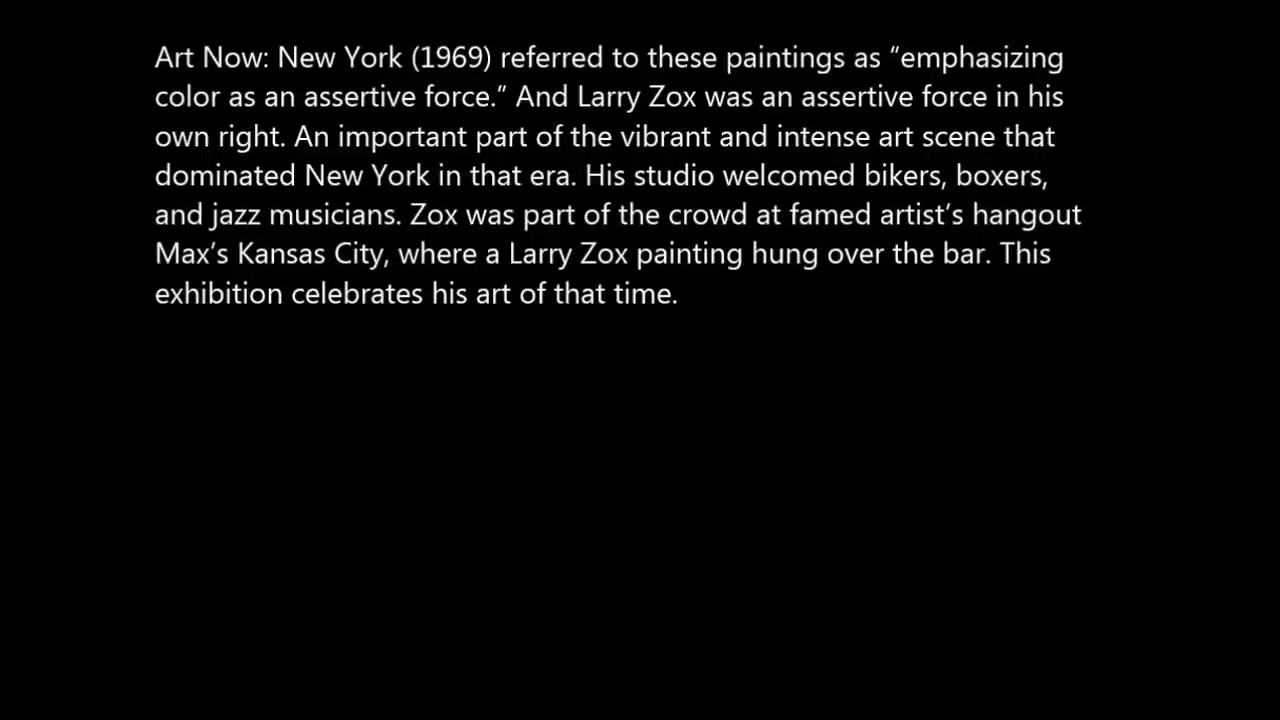 Art Now: New York (1969) referred to these paintings as “emphasizing
color as an assertive force.” And Larry Zox was an assertive force in his
own right. An important part of the vibrant and intense art scene that
dominated New York in that era. His studio welcomed bikers, boxers,
and jazz musicians. Zox was part of the crowd at famed artist’s hangout
Max’s Kansas City, where a Larry Zox painting hung over the bar. This
exhibition celebrates his art of that time.